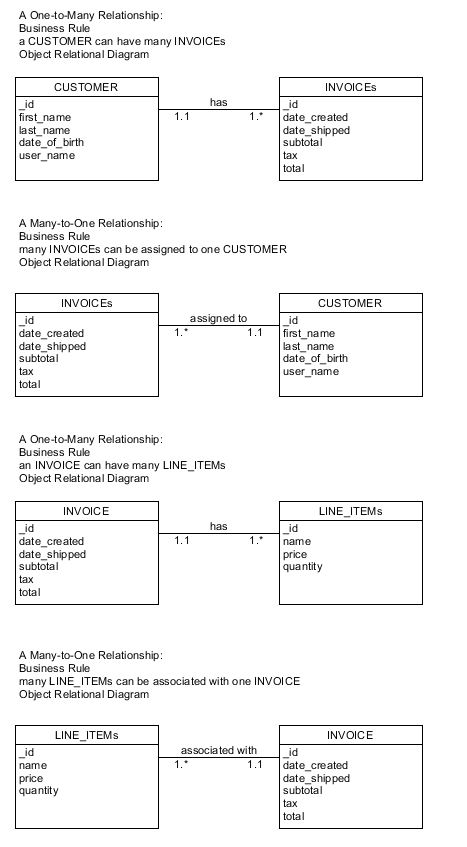 A One-to-Many Relationship:
Business Rule
a CUSTOMER can have many INVOICEs
Object Relational Diagram
CUSTOMER
_id
first_name
last_name
date_of_birth
user_name
has
1.1 1.*
INVOICEs
_id
date_created
date_shipped
subtotal
tax
total
A Many-to-One Relationship:
Business Rule
many INVOICEs can be assigned to one CUSTOMER
Object Relational Diagram
INVOICEs
_id
date_created
date_shipped
subtotal
tax
total
assigned to
1.* 1.1
CUSTOMER
_id
first_name
last_name
date_of_birth
user_name
A One-to-Many Relationship:
Business Rule
an INVOICE can have many LINE_ITEMs
Object Relational Diagram
INVOICE
_id
date_created
date_shipped
subtotal
tax
total
has
1.1 1.*
LINE_ITEMs
_id
name
price
quantity
A Many-to-One Relationship:
Business Rule
many LINE_ITEMs can be associated with one INVOICE
Object Relational Diagram
LINE_ITEMs
_id
name
price
quantity
associated with
1.* 1.1
INVOICE
_id
date_created
date_shipped
subtotal
tax
total